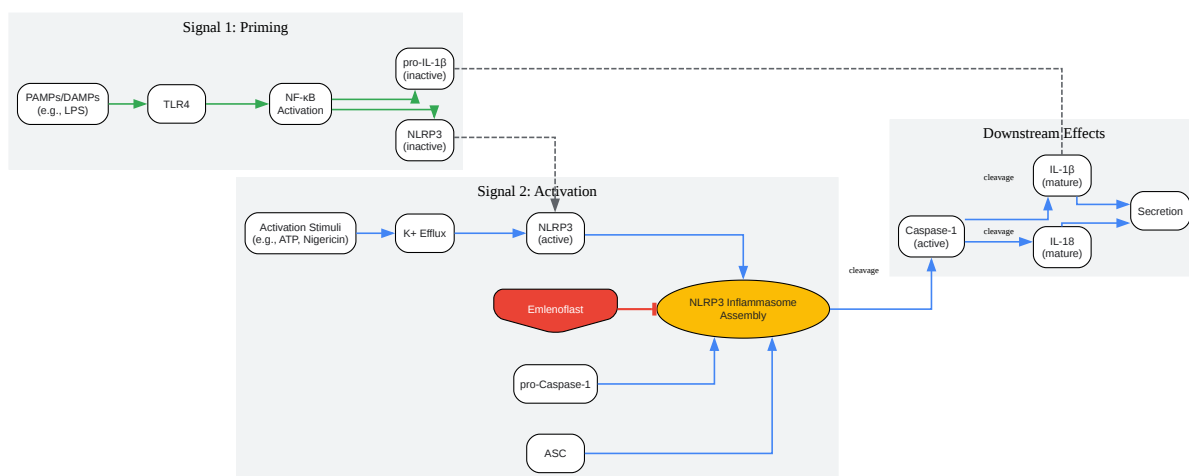 Signal 1: Priming
pro-IL-1β
(inactive)
PAMPs/DAMPs
(e.g., LPS)
TLR4
NF-κB
Activation
NLRP3
(inactive)
Signal 2: Activation
Activation Stimuli
(e.g., ATP, Nigericin)
K+ Efflux
NLRP3
(active)
Emlenoflast
NLRP3 Inflammasome
Assembly
pro-Caspase-1
ASC
cleavage
Downstream Effects
Caspase-1
(active)
cleavage
IL-1β
(mature)
cleavage
IL-18
(mature)
Secretion